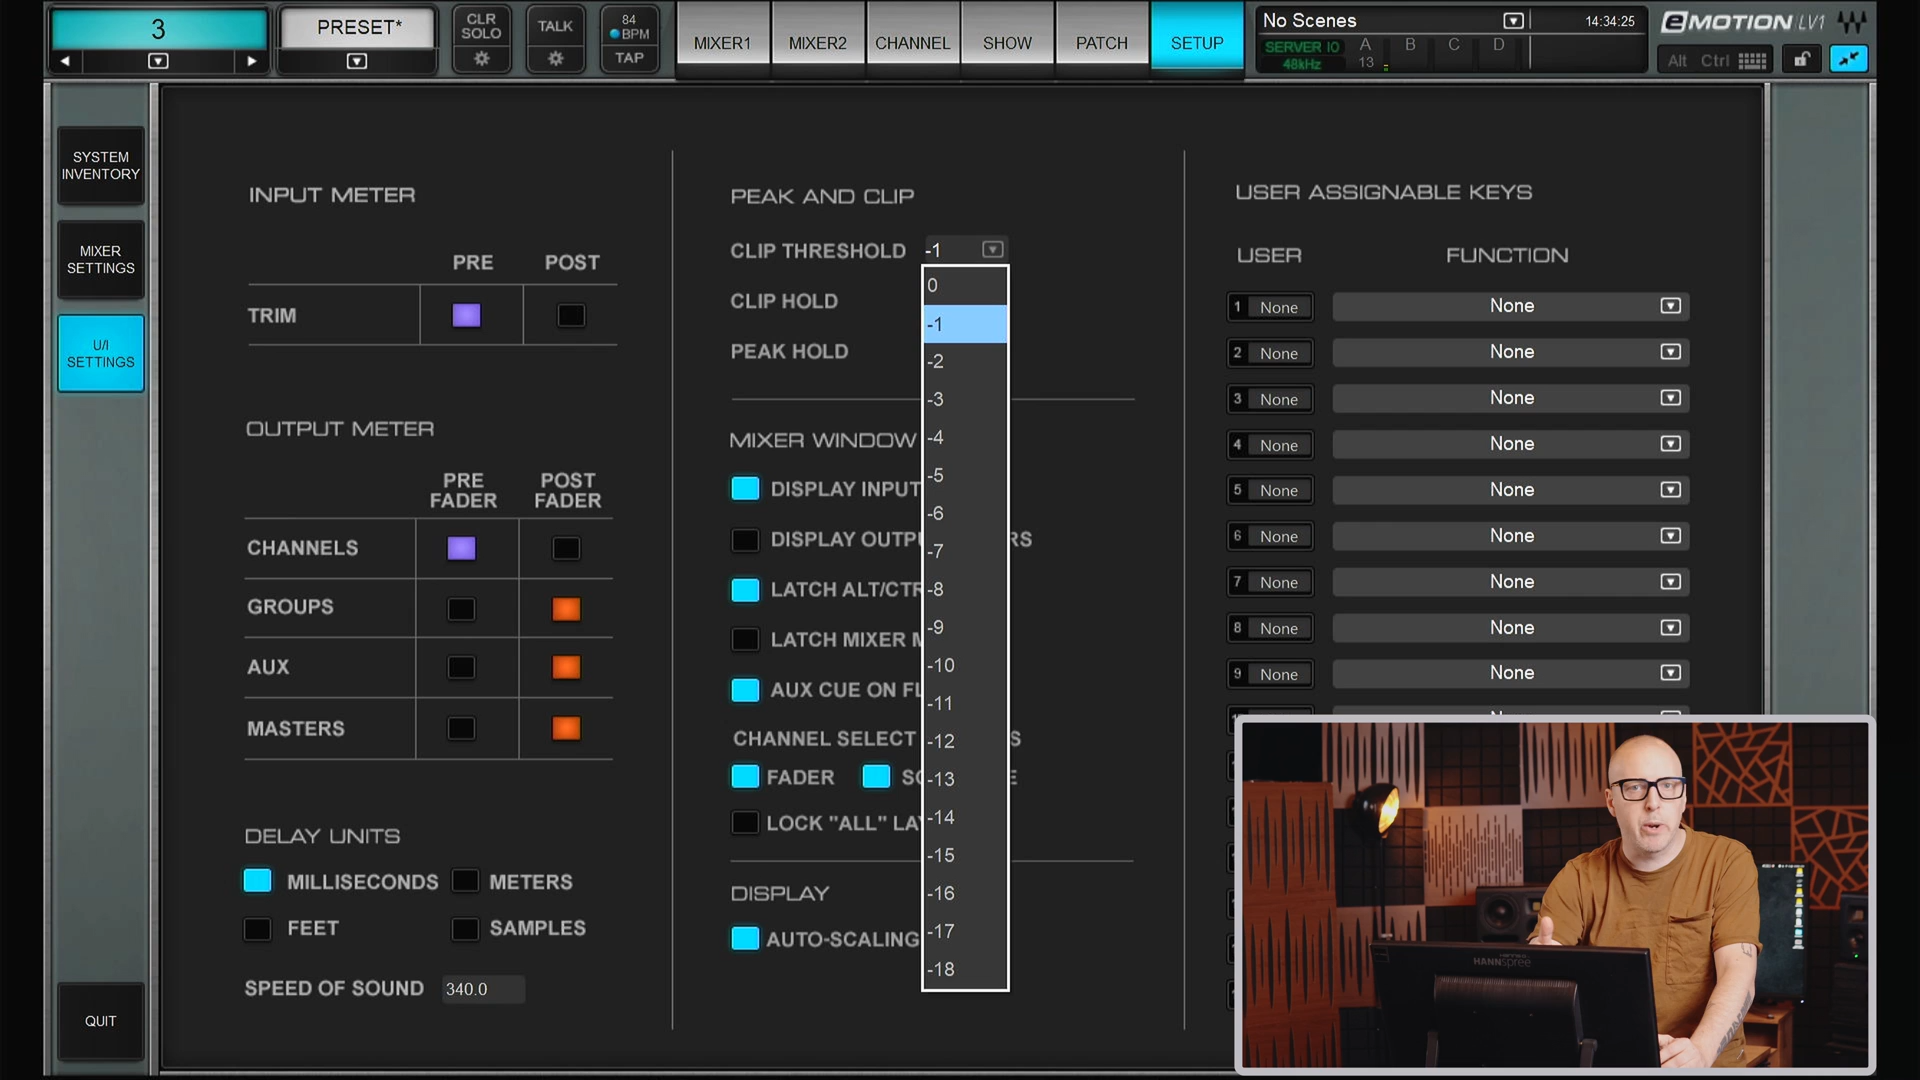 3
PRESET*
CLR
SOLO
TALK
84
BPM
TAP
MIXER1
MIXER2
CHANNEL
SHOW
PATCH
SETUP
No Scenes
14:34:25
SERVER IO
48kHz
A B C D
13
eMOTION LV1
Alt Ctrl
SYSTEM
INVENTORY
MIXER
SETTINGS
U/I
SETTINGS
QUIT
INPUT METER
PRE POST
TRIM
OUTPUT METER
PRE
FADER
POST
FADER
CHANNELS
GROUPS
AUX
MASTERS
DELAY UNITS
MILLISECONDS METERS
FEET SAMPLES
SPEED OF SOUND 340.0
PEAK AND CLIP
CLIP THRESHOLD -1
CLIP HOLD
PEAK HOLD
0
-1
-2
-3
-4
-5
-6
-7
-8
-9
-10
-11
-12
-13
-14
-15
-16
-17
-18
MIXER WINDOW
DISPLAY INPUT
DISPLAY OUTPU RS
LATCH ALT/CTR
LATCH MIXER M
AUX CUE ON FL
CHANNEL SELECT S
FADER SC E
LOCK "ALL" LA
DISPLAY
AUTO-SCALING
USER ASSIGNABLE KEYS
USER FUNCTION
1 None None
2 None None
3 None None
4 None None
5 None None
6 None None
7 None None
8 None None
9 None None
HANNspree